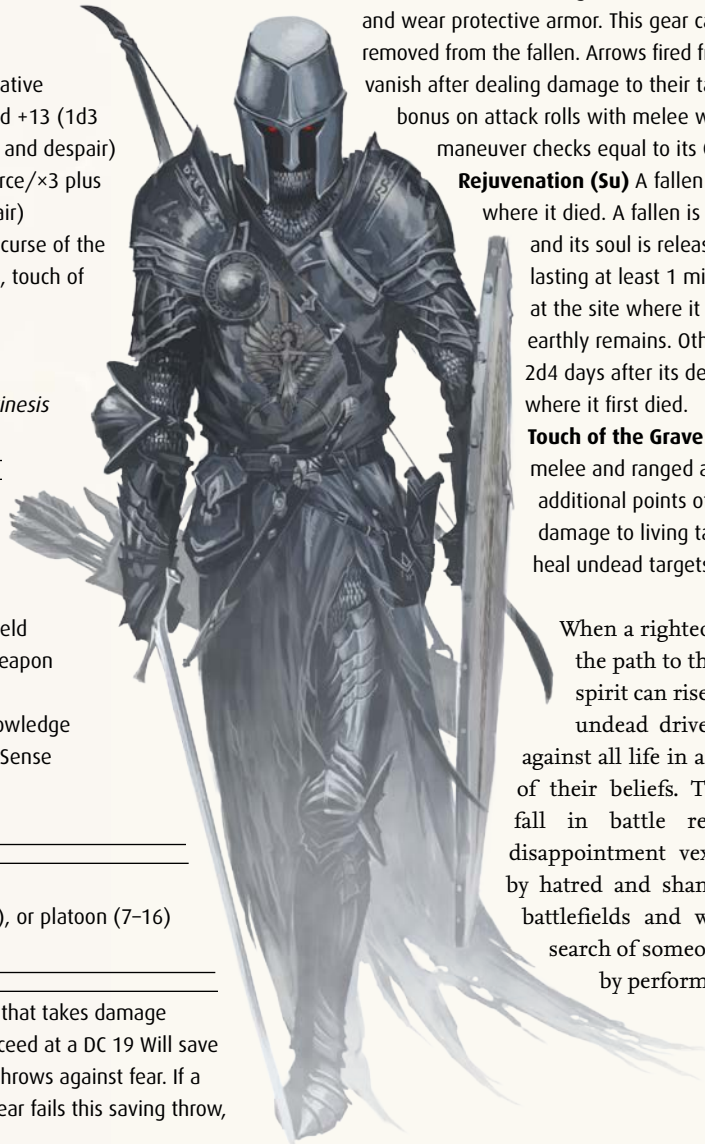 ative
d +13 (1d3
and despair)
rce/×3 plus
air)
curse of the
, touch of
inesis
t
eld
eapon
owledge
Sense
), or platoon (7–16)
that takes damage
ceed at a DC 19 Will save
hrows against fear. If a
ear fails this saving throw,
and wear protective armor. This gear ca
removed from the fallen. Arrows fired fr
vanish after dealing damage to their ta
bonus on attack rolls with melee w
maneuver checks equal to its C
Rejuvenation (Su) A fallen
where it died. A fallen is
and its soul is releas
lasting at least 1 mi
at the site where it
earthly remains. Oth
2d4 days after its de
where it first died.
Touch of the Grave
melee and ranged a
additional points of
damage to living ta
heal undead targets
When a righteo
the path to th
spirit can rise
undead drive
against all life in a
of their beliefs. T
fall in battle re
disappointment vex
by hatred and shan
battlefields and w
search of someo
by perform